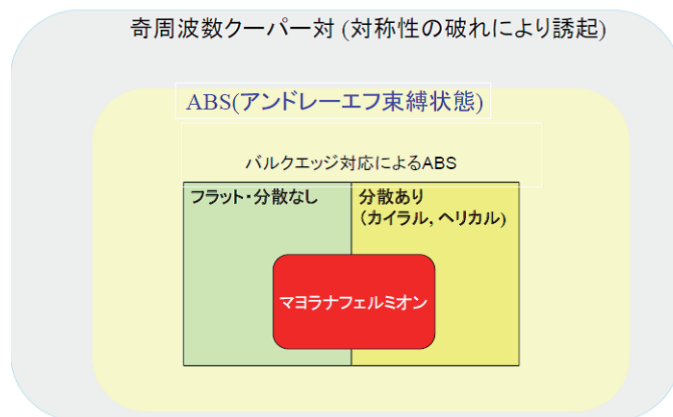 奇周波数クーパー対 (対称性の破れにより誘起)
ABS(アンドレーエフ束縛状態)
バルクエッジ対応によるABS
フラット・分散なし
分散あり
(カイラル, ヘリカル)
マヨラナフェルミオン